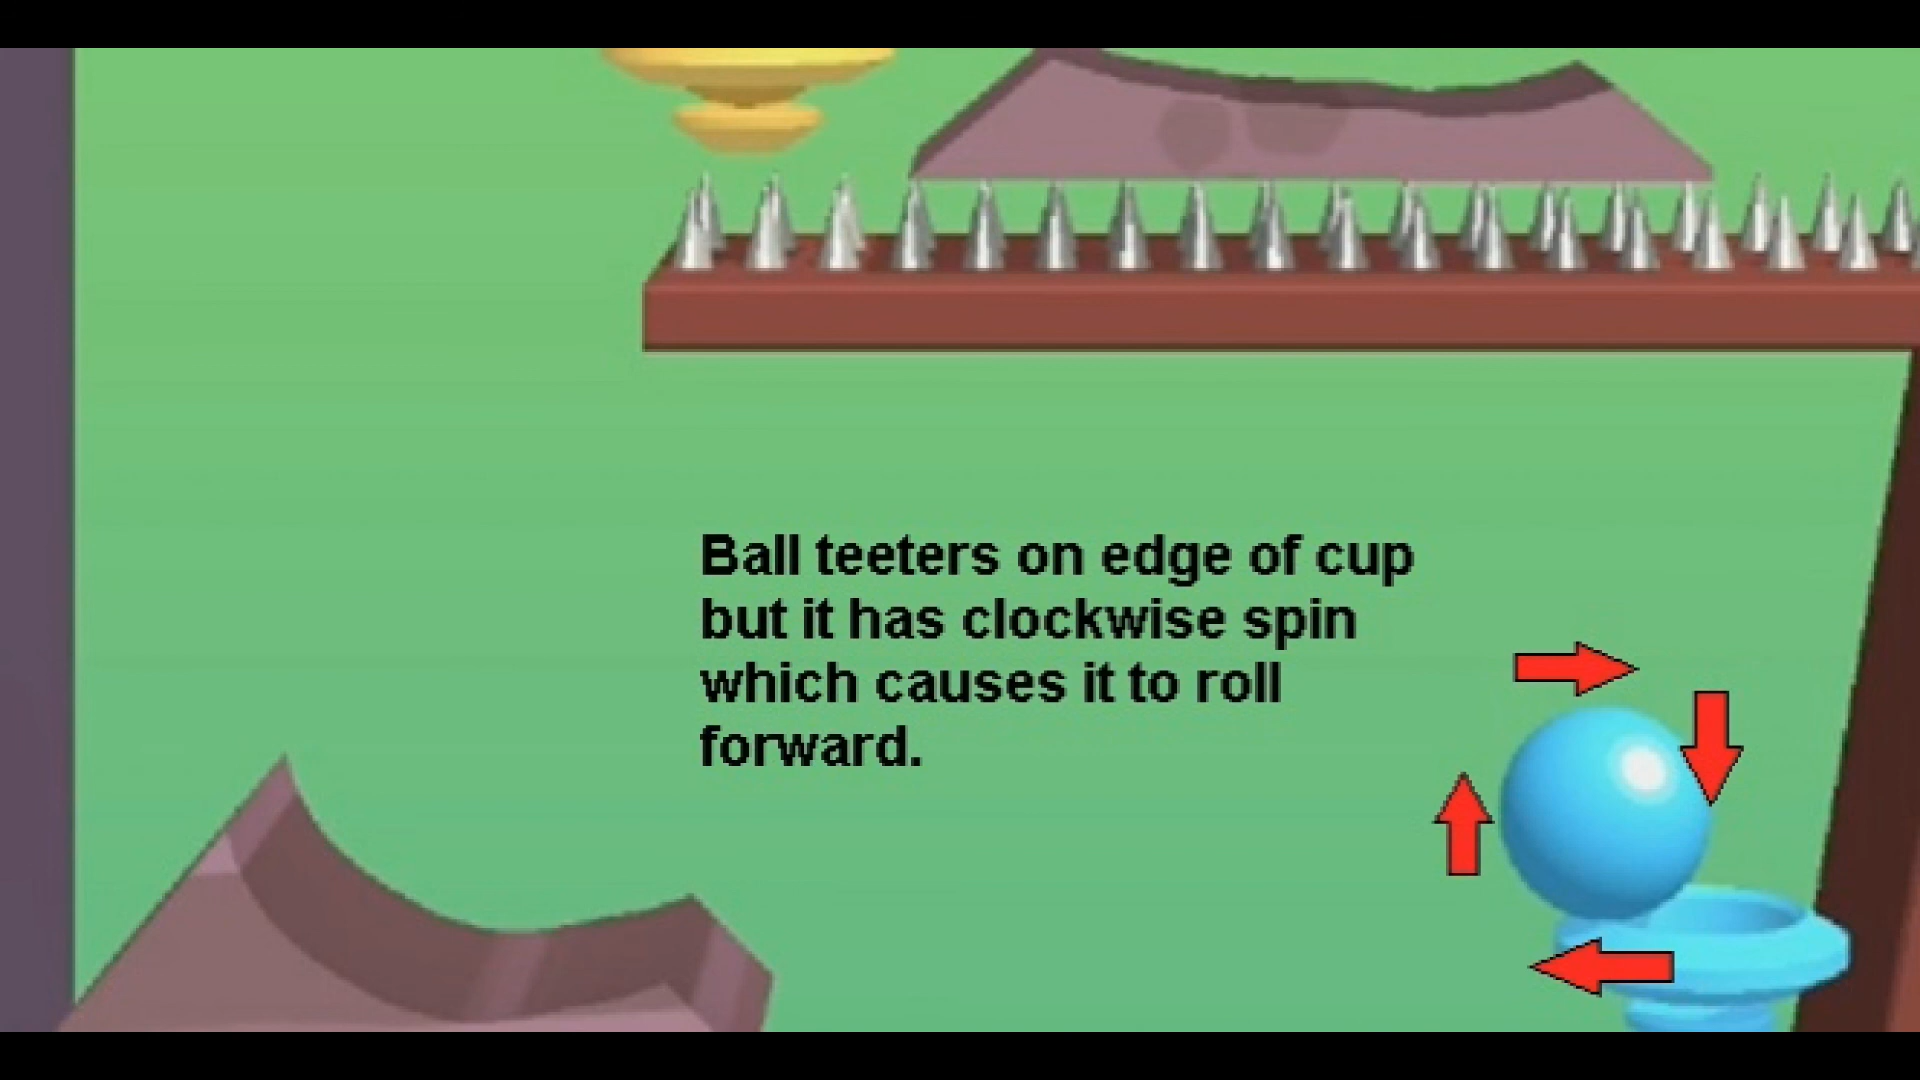 Ball teeters on edge of cup
but it has clockwise spin
which causes it to roll
forward.